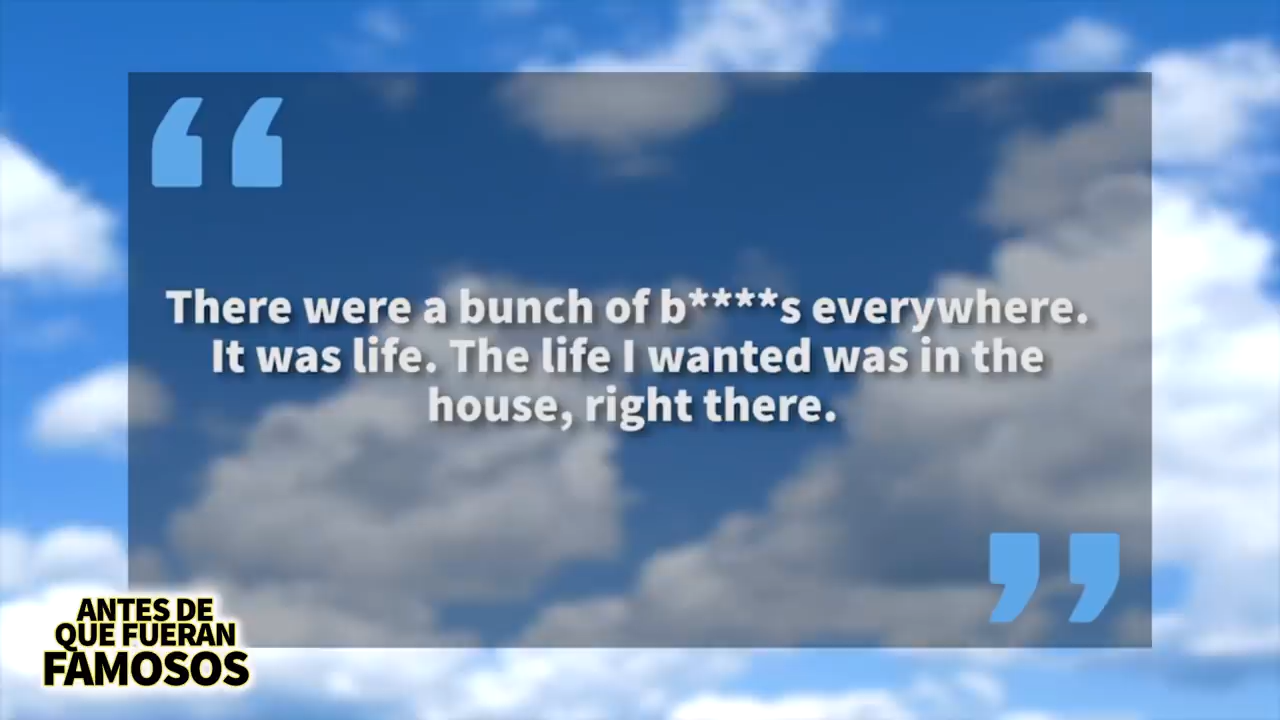 “
There were a bunch of b****s everywhere.
It was life. The life I wanted was in the
house, right there.
”
ANTES DE
QUE FUERAN
FAMOSOS